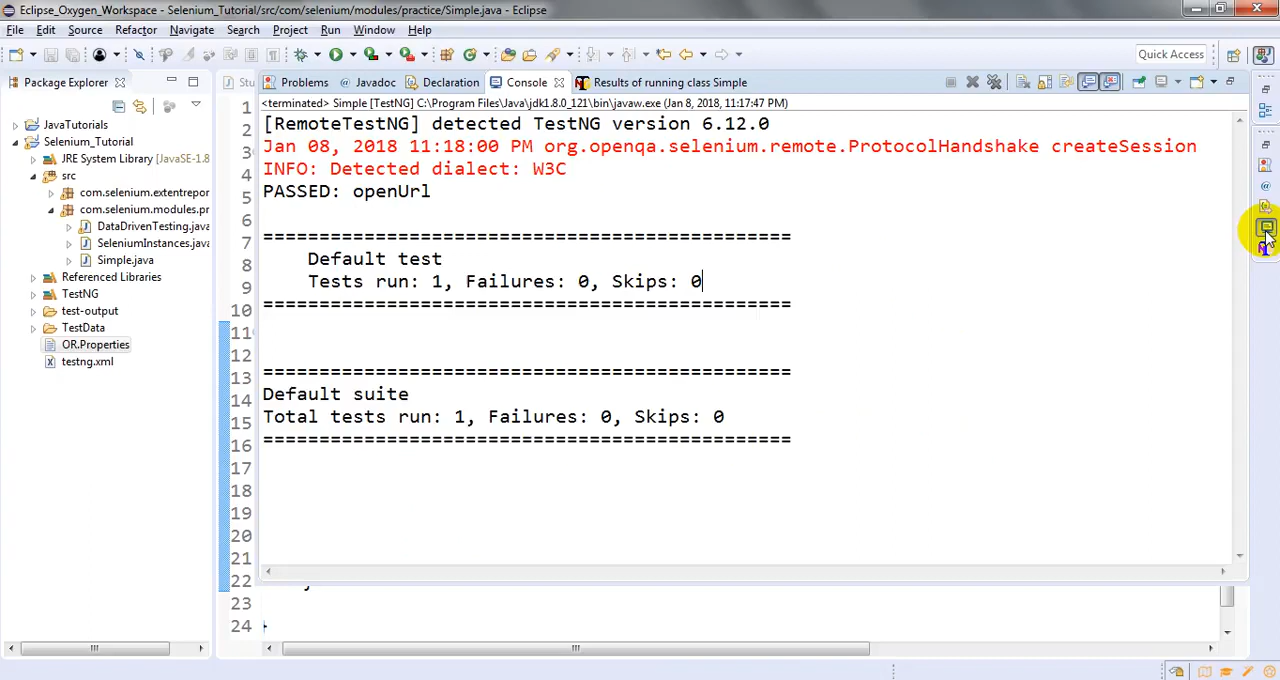 Eclipse_Oxygen_Workspace - Selenium_Tutorial/src/com/selenium/modules/practice/Simple.java - Eclipse
File Edit Source Refactor Navigate Search Project Run Window Help
Quick Access
Package Explorer
Stu
Problems
@ Javadoc
Declaration
Console
Results of running class Simple
<terminated> Simple [TestNG] C:\Program Files\Java\jdk1.8.0_121\bin\javaw.exe (Jan 8, 2018, 11:17:47 PM)
JavaTutorials
Selenium_Tutorial
JRE System Library [JavaSE-1.8
src
com.selenium.extentrepor
com.selenium.modules.pr
DataDrivenTesting.java
SeleniumInstances.java
Simple.java
Referenced Libraries
TestNG
test-output
TestData
OR.Properties
testng.xml
1
2
3
4
5
6
7
8
9
10
11
12
13
14
15
16
17
18
19
20
21
22
23
24
[RemoteTestNG] detected TestNG version 6.12.0
Jan 08, 2018 11:18:00 PM org.openqa.selenium.remote.ProtocolHandshake createSession
INFO: Detected dialect: W3C
PASSED: openUrl
===============================================
Default test
Tests run: 1, Failures: 0, Skips: 0
===============================================
===============================================
Default suite
Total tests run: 1, Failures: 0, Skips: 0
===============================================